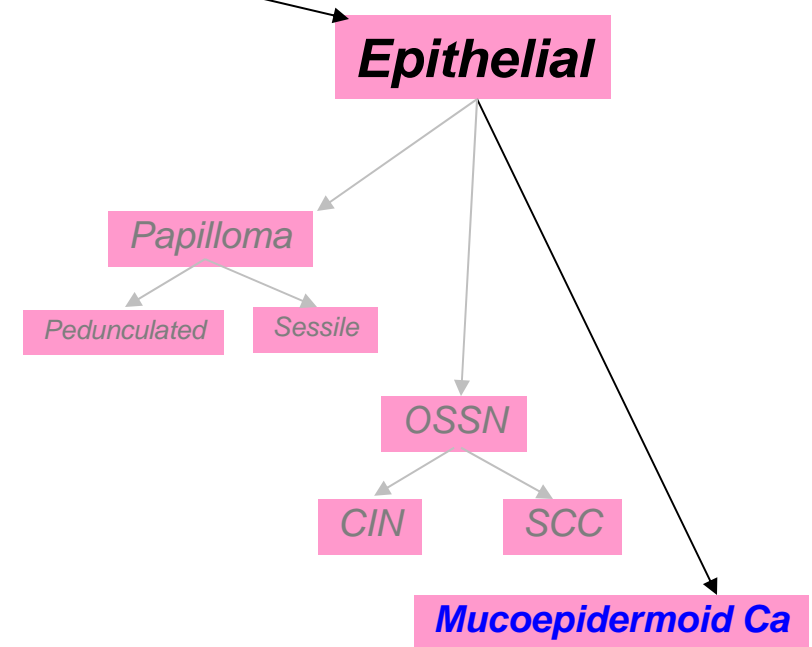 Epithelial
Papilloma
Pedunculated
Sessile
OSSN
CIN
SCC
Mucoepidermoid Ca